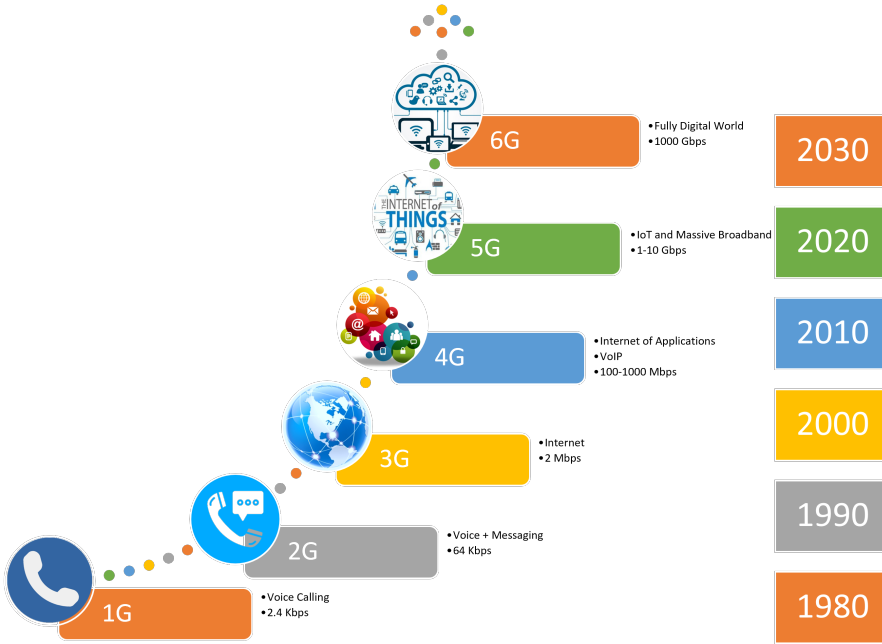 6G
•Fully Digital World
•1000 Gbps
2030
THE
INTERNET of
THINGS
5G
•IoT and Massive Broadband
•1-10 Gbps
2020
@
4G
•Internet of Applications
•VoIP
•100-1000 Mbps
2010
3G
•Internet
•2 Mbps
2000
2G
•Voice + Messaging
•64 Kbps
1990
1G
•Voice Calling
•2.4 Kbps
1980